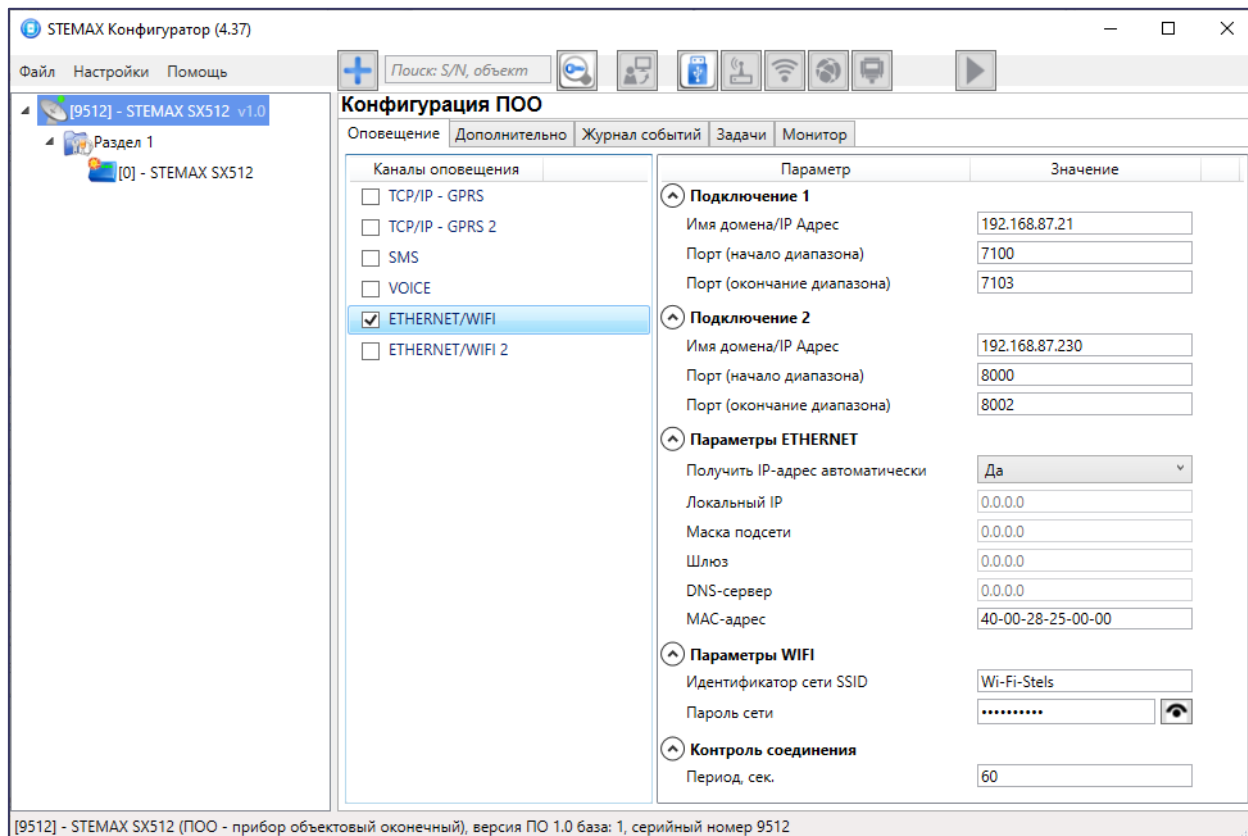 STEMAX Конфигуратор (4.37)
Файл Настройки Помощь
Поиск: S/N, объект
[9512] - STEMAX SX512 v1.0
Раздел 1
[0] - STEMAX SX512
Конфигурация ПОО
Оповещение Дополнительно Журнал событий Задачи Монитор
Каналы оповещения
TCP/IP - GPRS
TCP/IP - GPRS 2
SMS
VOICE
ETHERNET/WIFI
ETHERNET/WIFI 2
Параметр Значение
Подключение 1
Имя домена/IP Адрес 192.168.87.21
Порт (начало диапазона) 7100
Порт (окончание диапазона) 7103
Подключение 2
Имя домена/IP Адрес 192.168.87.230
Порт (начало диапазона) 8000
Порт (окончание диапазона) 8002
Параметры ETHERNET
Получить IP-адрес автоматически Да
Локальный IP 0.0.0.0
Маска подсети 0.0.0.0
Шлюз 0.0.0.0
DNS-сервер 0.0.0.0
MAC-адрес 40-00-28-25-00-00
Параметры WIFI
Идентификатор сети SSID Wi-Fi-Stels
Пароль сети ••••••••••
Контроль соединения
Период, сек. 60
[9512] - STEMAX SX512 (ПОО - прибор объектовый оконечный), версия ПО 1.0 база: 1, серийный номер 9512